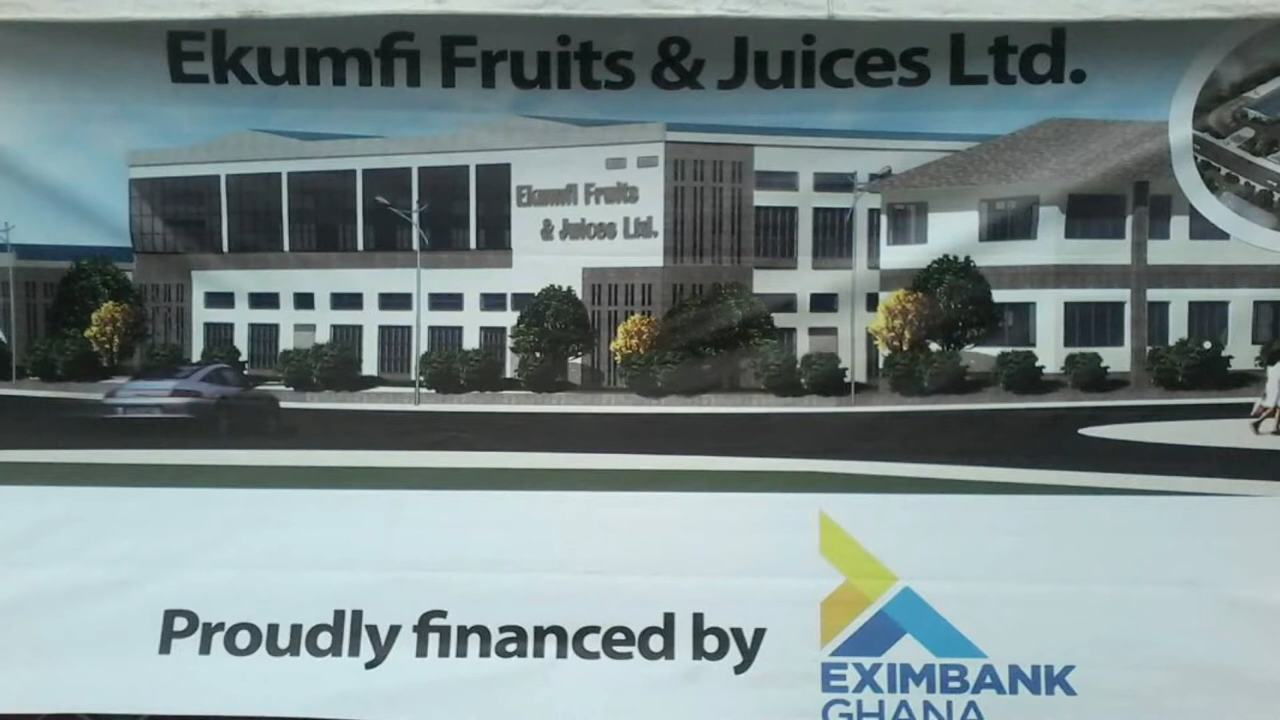 Ekumfi Fruits & Juices Ltd.
Ekumfi Fruits
& Juices Ltd.
Proudly financed by
EXIMBANK
GHANA